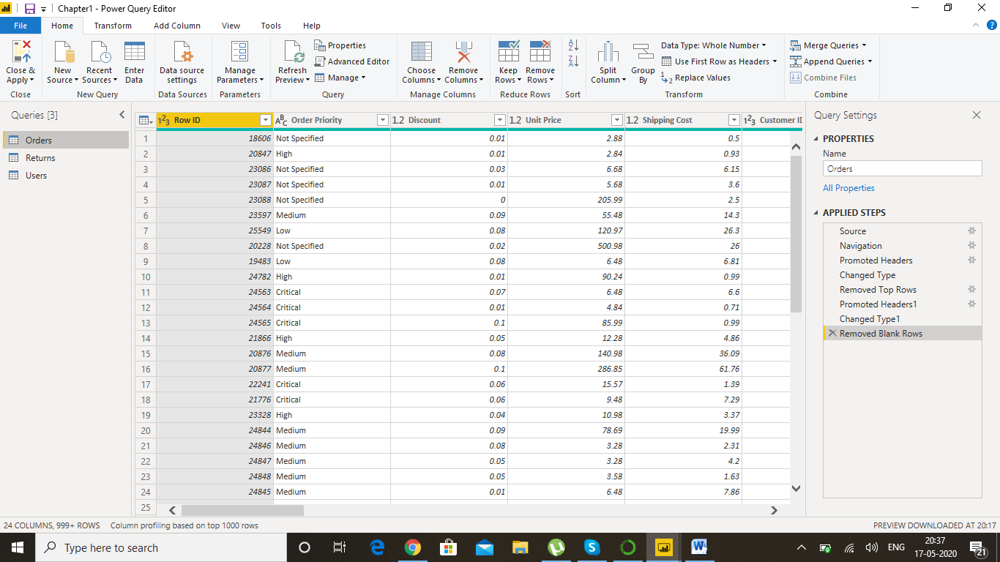 Chapter1 - Power Query Editor
File Home Transform Add Column View Tools Help
Close & Apply
New Source
Recent Sources
Enter Data
Data source settings
Manage Parameters
Refresh Preview
Properties
Advanced Editor
Manage
Choose Columns
Remove Columns
Keep Rows
Remove Rows
A Z
Z A
Split Column
Group By
Data Type: Whole Number
Use First Row as Headers
1 2 Replace Values
Merge Queries
Append Queries
Combine Files
Close New Query Data Sources Parameters Query Manage Columns Reduce Rows Sort Transform Combine
Queries [3]
Orders
Returns
Users
1 2 3 Row ID A B C Order Priority 1.2 Discount 1.2 Unit Price 1.2 Shipping Cost 1 2 3 Customer ID
1 18606 Not Specified 0.01 2.88 0.5
2 20847 High 0.01 2.84 0.93
3 23086 Not Specified 0.03 6.68 6.15
4 23087 Not Specified 0.01 5.68 3.6
5 23088 Not Specified 0 205.99 2.5
6 23597 Medium 0.09 55.48 14.3
7 25549 Low 0.08 120.97 26.3
8 20228 Not Specified 0.02 500.98 26
9 19483 Low 0.08 6.48 6.81
10 24782 High 0.01 90.24 0.99
11 24563 Critical 0.07 6.48 6.6
12 24564 Critical 0.01 4.84 0.71
13 24565 Critical 0.1 85.99 0.99
14 21866 High 0.05 12.28 4.86
15 20876 Medium 0.08 140.98 36.09
16 20877 Medium 0.1 286.85 61.76
17 22241 Critical 0.06 15.57 1.39
18 21776 Critical 0.06 9.48 7.29
19 23328 High 0.04 10.98 3.37
20 24844 Medium 0.09 78.69 19.99
21 24846 Medium 0.08 3.28 2.31
22 24847 Medium 0.05 3.28 4.2
23 24848 Medium 0.05 3.58 1.63
24 24845 Medium 0.01 6.48 7.86
25
Query Settings
PROPERTIES
Name
Orders
All Properties
APPLIED STEPS
Source
Navigation
Promoted Headers
Changed Type
Removed Top Rows
Promoted Headers1
Changed Type1
Removed Blank Rows
24 COLUMNS, 999+ ROWS Column profiling based on top 1000 rows PREVIEW DOWNLOADED AT 20:17
Type here to search
ENG
20:37
17-05-2020
21